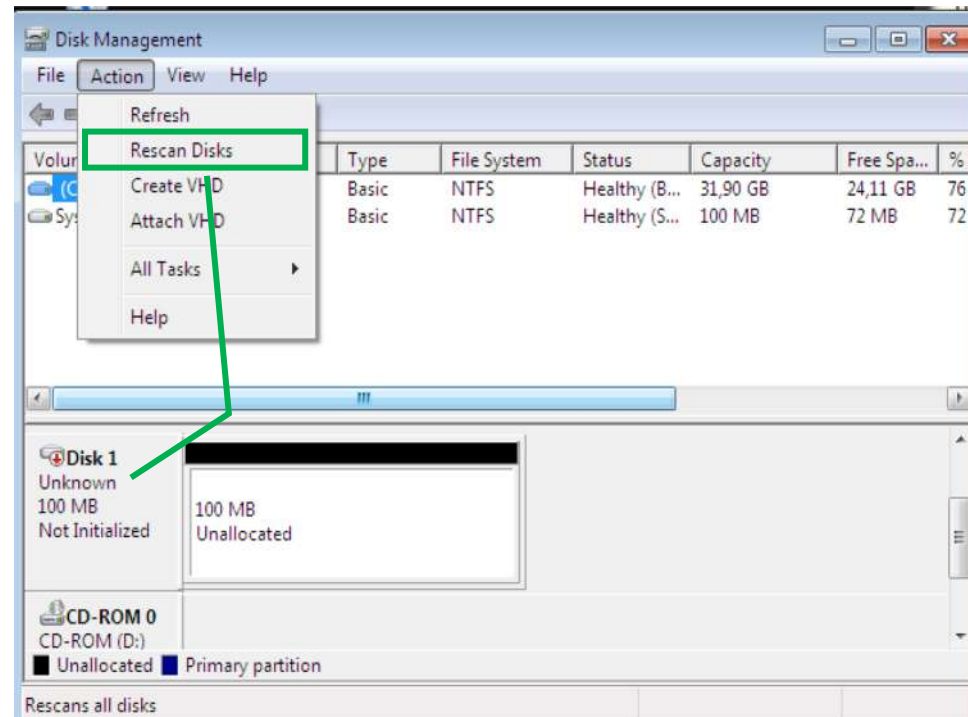 Disk Management
File Action View Help
Refresh
Rescan Disks
Create VHD
Attach VHD
All Tasks
Help
Type File System Status Capacity Free Spa... %
Basic NTFS Healthy (B... 31,90 GB 24,11 GB 76
Basic NTFS Healthy (S... 100 MB 72 MB 72
Disk 1
Unknown
100 MB
Not Initialized
100 MB
Unallocated
CD-ROM 0
CD-ROM (D:)
Unallocated Primary partition
Rescans all disks